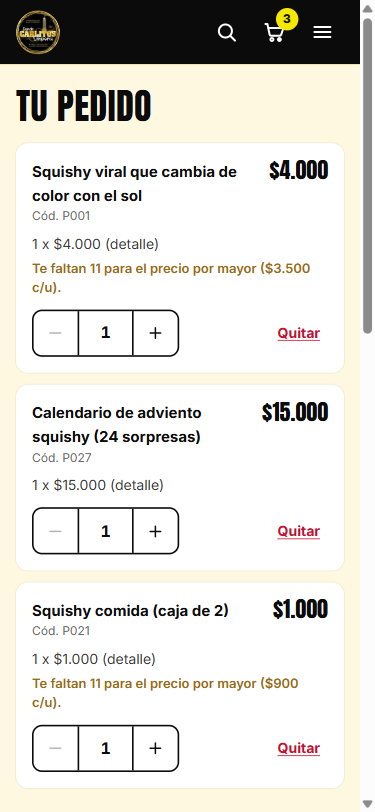 CARLITOS
3
TU PEDIDO
Squishy viral que cambia de
color con el sol
$4.000
Cód. P001
1 x $4.000 (detalle)
Te faltan 11 para el precio por mayor ($3.500
c/u).
− 1 +
Quitar
Calendario de adviento
squishy (24 sorpresas)
$15.000
Cód. P027
1 x $15.000 (detalle)
− 1 +
Quitar
Squishy comida (caja de 2)
$1.000
Cód. P021
1 x $1.000 (detalle)
Te faltan 11 para el precio por mayor ($900
c/u).
− 1 +
Quitar